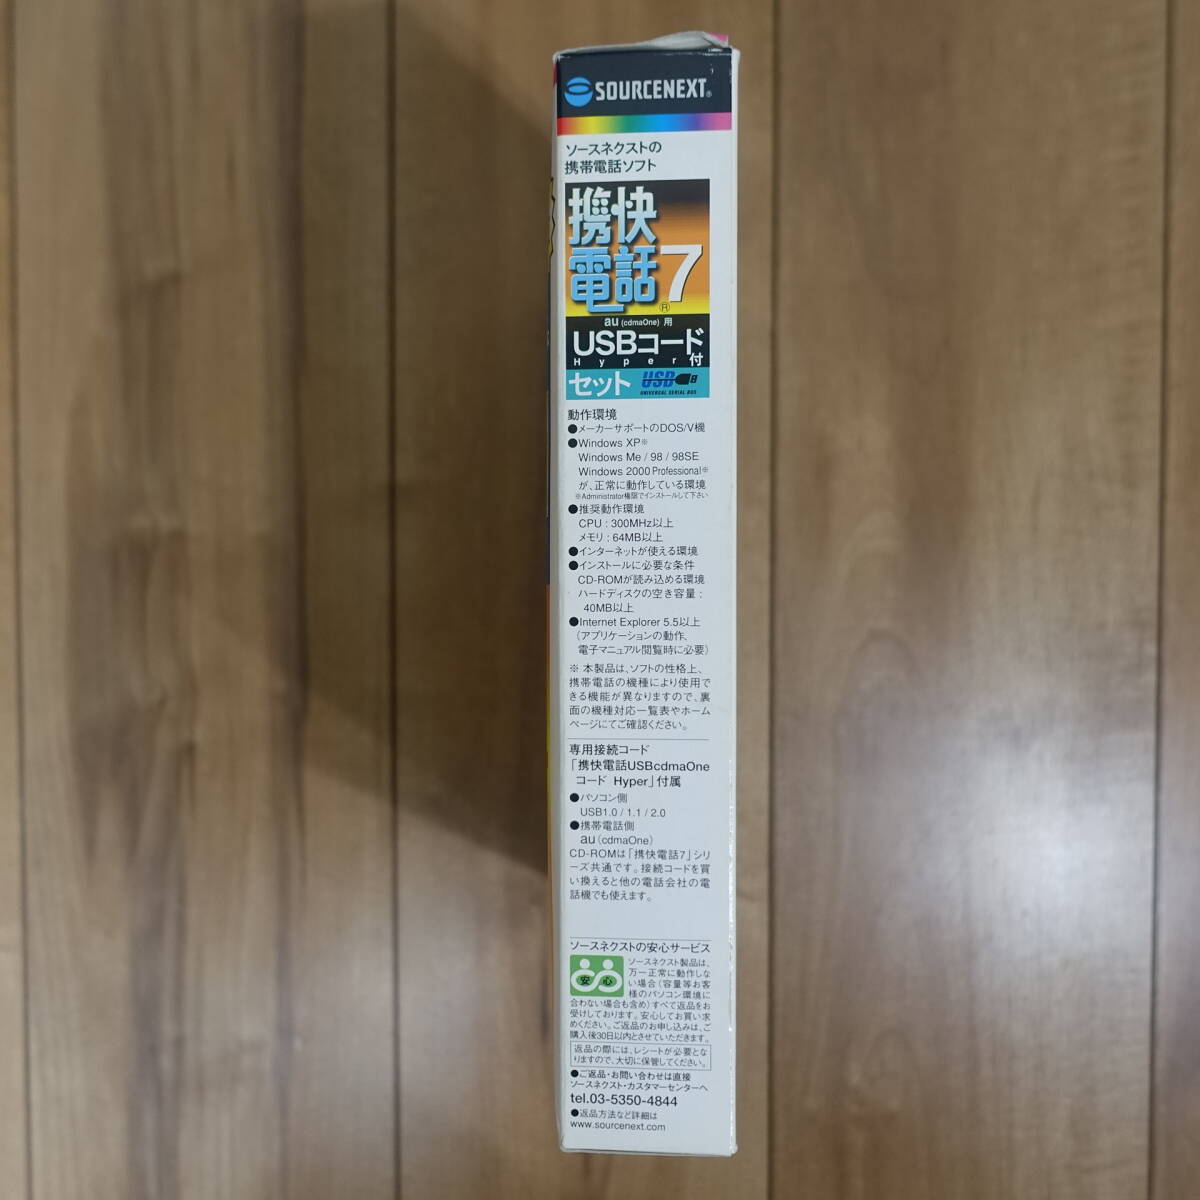 SOURCENEXT®
ソースネクストの
携帯電話ソフト
携快
電話7®
au (cdmaOne) 用
USBコード
Hyper付
セット USB
UNIVERSAL SERIAL BUS
動作環境
●メーカーサポートのDOS/V機
●Windows XP※
Windows Me / 98 / 98SE
Windows 2000 Professional※
が、正常に動作している環境
※Administrator権限でインストールして下さい
●推奨動作環境
CPU : 300MHz以上
メモリ : 64MB以上
●インターネットが使える環境
●インストールに必要な条件
CD-ROMが読み込める環境
ハードディスクの空き容量 :
40MB以上
●Internet Explorer 5.5以上
(アプリケーションの動作、
電子マニュアル閲覧時に必要)
※ 本製品は、ソフトの性格上、
携帯電話の機種により使用で
きる機能が異なりますので、裏
面の機種対応一覧表やホーム
ページにてご確認ください。
専用接続コード
「携快電話USBcdmaOne
コード Hyper」付属
●パソコン側
USB1.0 / 1.1 / 2.0
●携帯電話側
au (cdmaOne)
CD-ROMは「携快電話7」シリ
ーズ共通です。接続コードを買
い換えると他の電話会社の電
話機でも使えます。
ソースネクストの安心サービス
安 心
ソースネクスト製品は、
万一正常に動作しな
い場合(容量等お客
様のパソコン環境に
合わない場合も含め)すべて返品をお
受けしております。安心してお買い求
めください。ご返品のお申し込みは、ご
購入後30日以内とさせていただきます。
返品の際には、レシートが必要とな
りますので、大切に保管してください。
●ご返品・お問い合わせは直接
ソースネクスト・カスタマーセンターへ
tel.03-5350-4844
●返品方法など詳細は
www.sourcenext.com